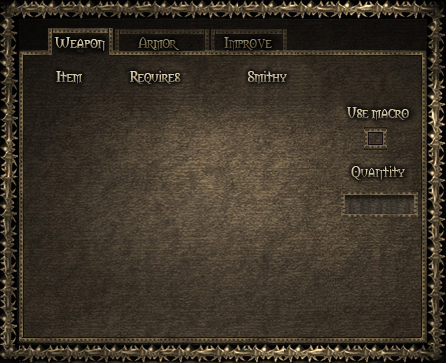 Weapon Armor Improve
Item Requires Smithy
Use macro
Quantity